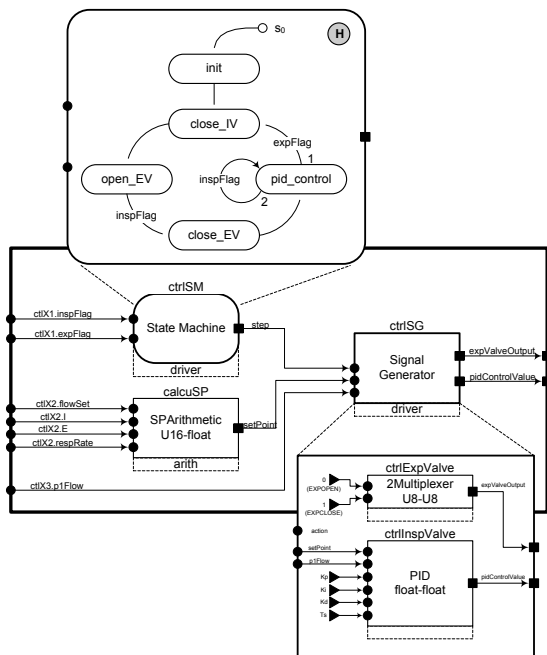 s0
H
init
close_IV
expFlag
1
open_EV
inspFlag
pid_control
2
inspFlag
close_EV
ctrlSM
ctlX1.inspFlag
ctlX1.expFlag
State Machine
step
driver
ctrlSG
Signal
Generator
driver
expValveOutput
pidControlValue
calcuSP
ctlX2.flowSet
ctlX2.I
ctlX2.E
ctlX2.respRate
SPArithmetic
U16-float
setPoint
arith
ctlX3.p1Flow
ctrlExpValve
0
(EXPOPEN)
1
(EXPCLOSE)
2Multiplexer
U8-U8
expValveOutput
action
ctrlInspValve
setPoint
p1Flow
Kp
Ki
Kd
Ts
PID
float-float
pidControlValue